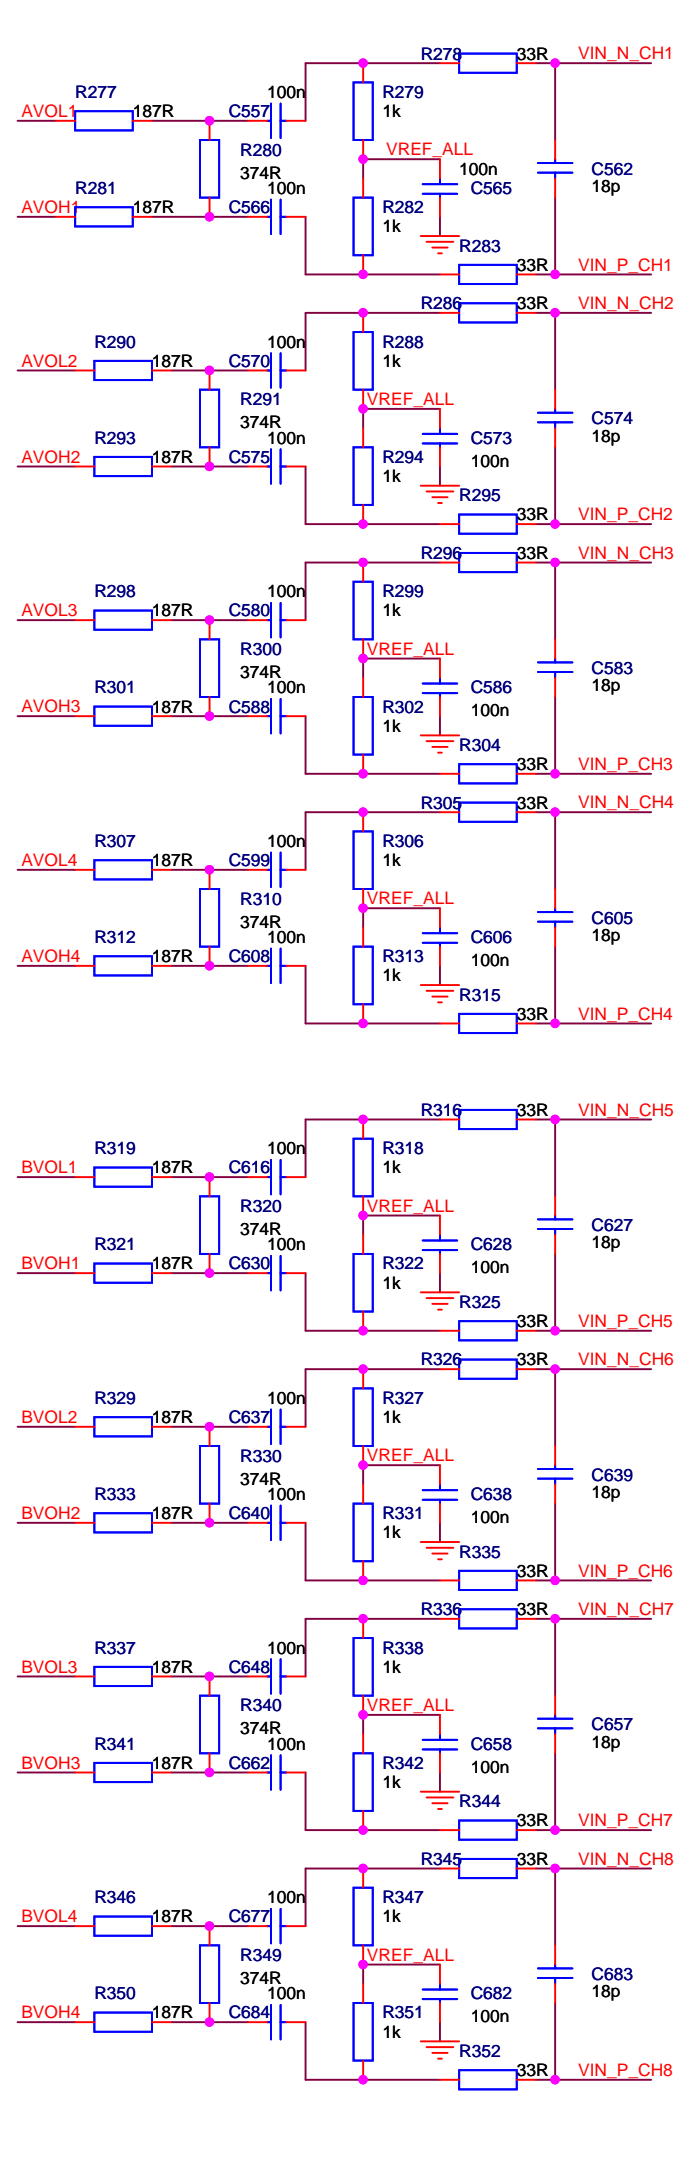 R278 33R VIN_N_CH1
R277 100n R279
AVOL1 187R C557 1k
R280 VREF_ALL
374R 100n C562
R281 100n C565 18p
AVOH1 187R C566 R282
1k
R283
33R VIN_P_CH1
R286 33R VIN_N_CH2
R290 100n R288
AVOL2 187R C570 1k
R291 VREF_ALL
374R C574
R293 100n C573 18p
AVOH2 187R C575 R294 100n
1k
R295
33R VIN_P_CH2
R296 33R VIN_N_CH3
R298 100n R299
AVOL3 187R C580 1k
R300 VREF_ALL
374R C583
R301 100n C586 18p
AVOH3 187R C588 R302 100n
1k
R304
33R VIN_P_CH3
R305 33R VIN_N_CH4
R307 100n R306
AVOL4 187R C599 1k
R310 VREF_ALL
374R C605
R312 100n C606 18p
AVOH4 187R C608 R313 100n
1k
R315
33R VIN_P_CH4
R316 33R VIN_N_CH5
R319 100n R318
BVOL1 187R C616 1k
R320 VREF_ALL
374R C627
R321 100n C628 18p
BVOH1 187R C630 R322 100n
1k
R325
33R VIN_P_CH5
R326 33R VIN_N_CH6
R329 100n R327
BVOL2 187R C637 1k
R330 VREF_ALL
374R C639
R333 100n C638 18p
BVOH2 187R C640 R331 100n
1k
R335
33R VIN_P_CH6
R336 33R VIN_N_CH7
R337 100n R338
BVOL3 187R C648 1k
R340 VREF_ALL
374R C657
R341 100n C658 18p
BVOH3 187R C662 R342 100n
1k
R344
33R VIN_P_CH7
R345 33R VIN_N_CH8
R346 100n R347
BVOL4 187R C677 1k
R349 VREF_ALL
374R C683
R350 100n C682 18p
BVOH4 187R C684 R351 100n
1k
R352
33R VIN_P_CH8